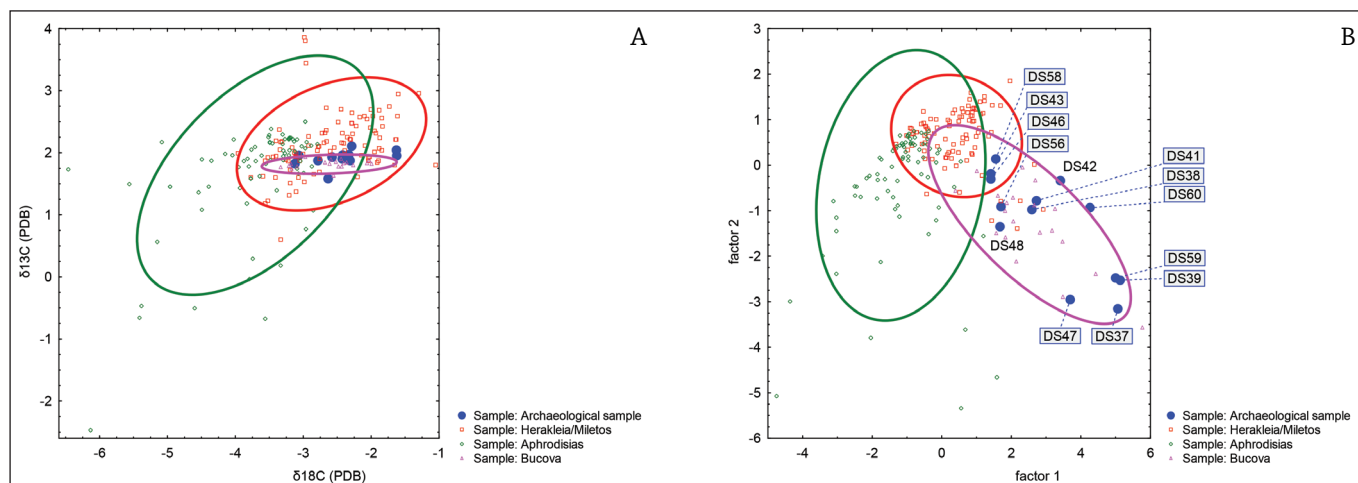 A
4
3
2
1
0
-1
-2
δ13C (PDB)
-6
-5
-4
-3
-2
-1
δ18C (PDB)
Sample: Archaeological sample
Sample: Herakleia/Miletos
Sample: Aphrodisias
Sample: Bucova
B
3
2
1
0
-1
-2
-3
-4
-5
-6
factor 2
-4
-2
0
2
4
6
factor 1
DS58
DS43
DS46
DS56
DS42
DS41
DS38
DS60
DS48
DS59
DS39
DS47
DS37
Sample: Archaeological sample
Sample: Herakleia/Miletos
Sample: Aphrodisias
Sample: Bucova